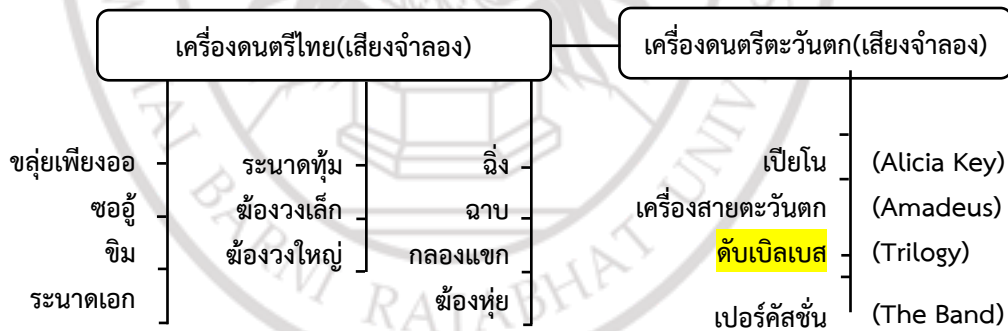 เครื่องดนตรีไทย(เสียงจำลอง) เครื่องดนตรีตะวันตก(เสียงจำลอง)
ขลุ่ยเพียงออ ระนาดทุ้ม ฉิ่ง เปียโน (Alicia Key)
ซออู้ ฆ้องวงเล็ก ฉาบ เครื่องสายตะวันตก (Amadeus)
ขิม ฆ้องวงใหญ่ กลองแขก ดับเบิลเบส (Trilogy)
ระนาดเอก ฆ้องหุ่ย เปอร์คัสชั่น (The Band)
BARNI RAJABHAT UNIV